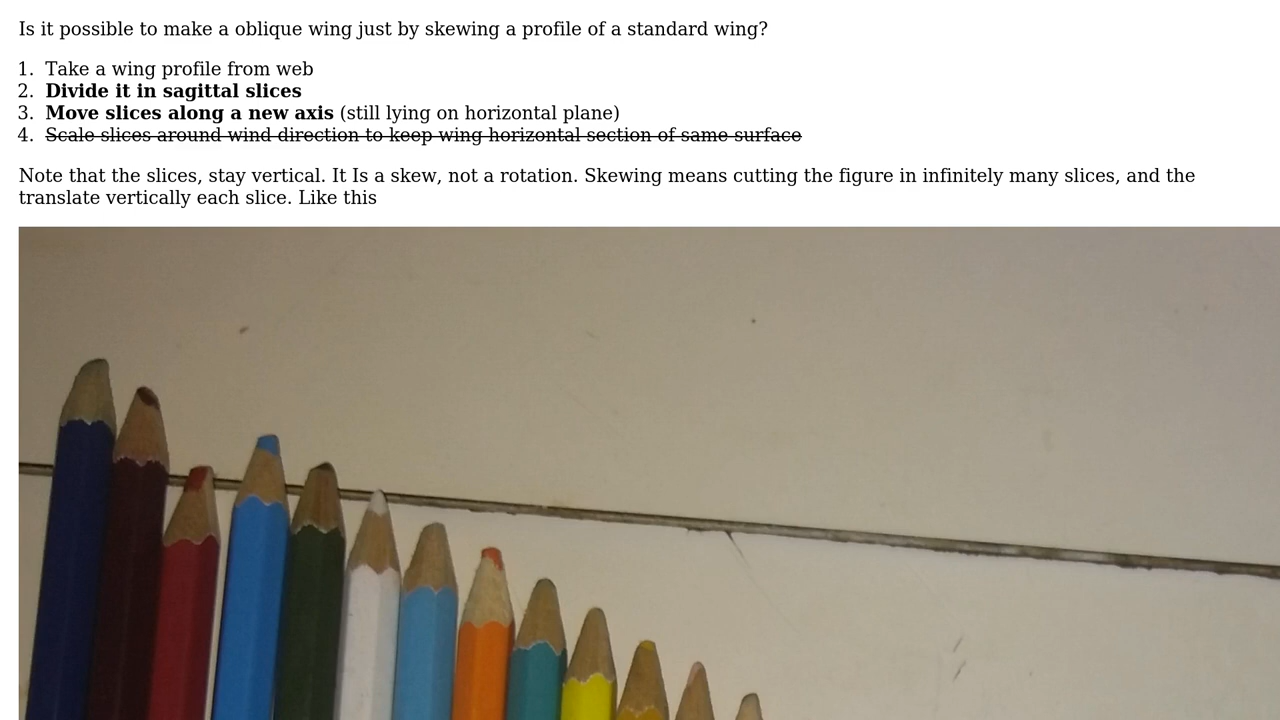 Is it possible to make a oblique wing just by skewing a profile of a standard wing?
1. Take a wing profile from web
2. Divide it in sagittal slices
3. Move slices along a new axis (still lying on horizontal plane)
4. Scale slices around wind direction to keep wing horizontal section of same surface
Note that the slices, stay vertical. It Is a skew, not a rotation. Skewing means cutting the figure in infinitely many slices, and the
translate vertically each slice. Like this